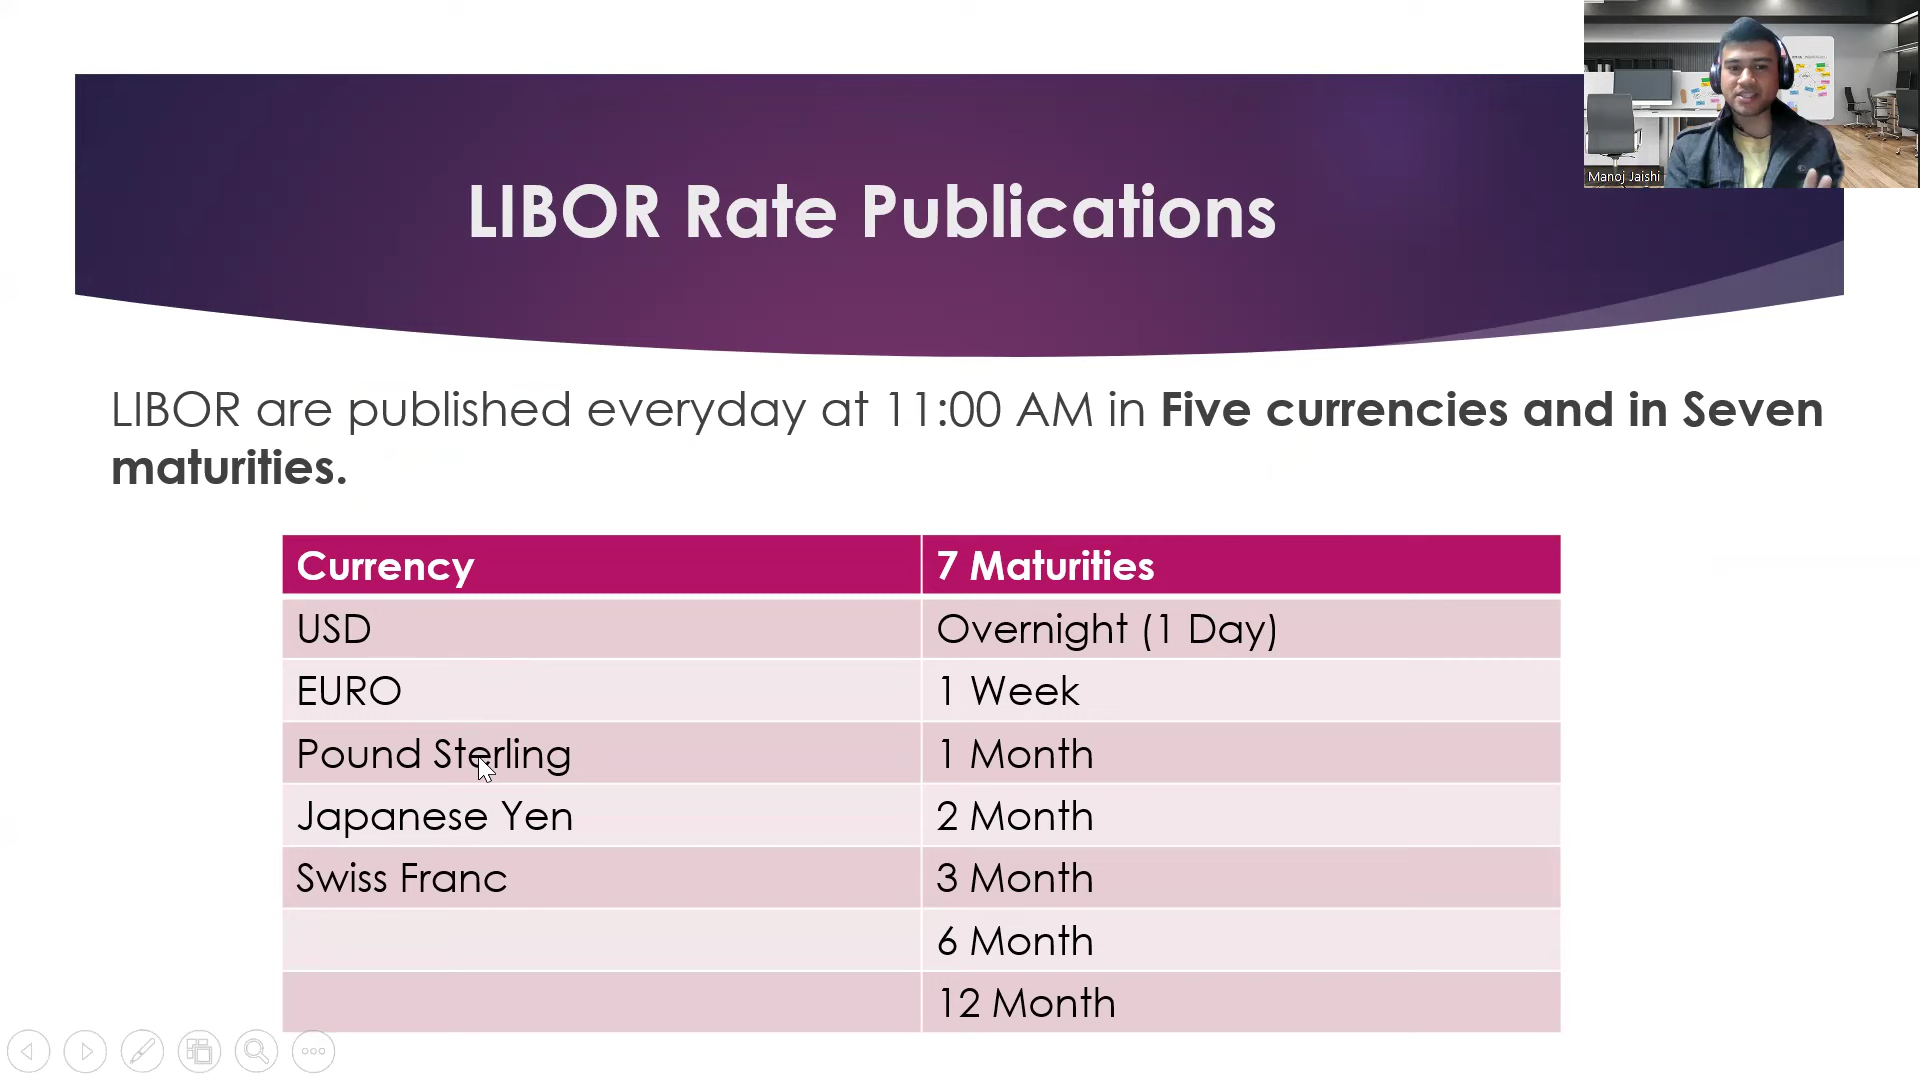 Manoj Jaishi
LIBOR Rate Publications
LIBOR are published everyday at 11:00 AM in Five currencies and in Seven
maturities.
Currency 7 Maturities
USD Overnight (1 Day)
EURO 1 Week
Pound Sterling 1 Month
Japanese Yen 2 Month
Swiss Franc 3 Month
6 Month
12 Month